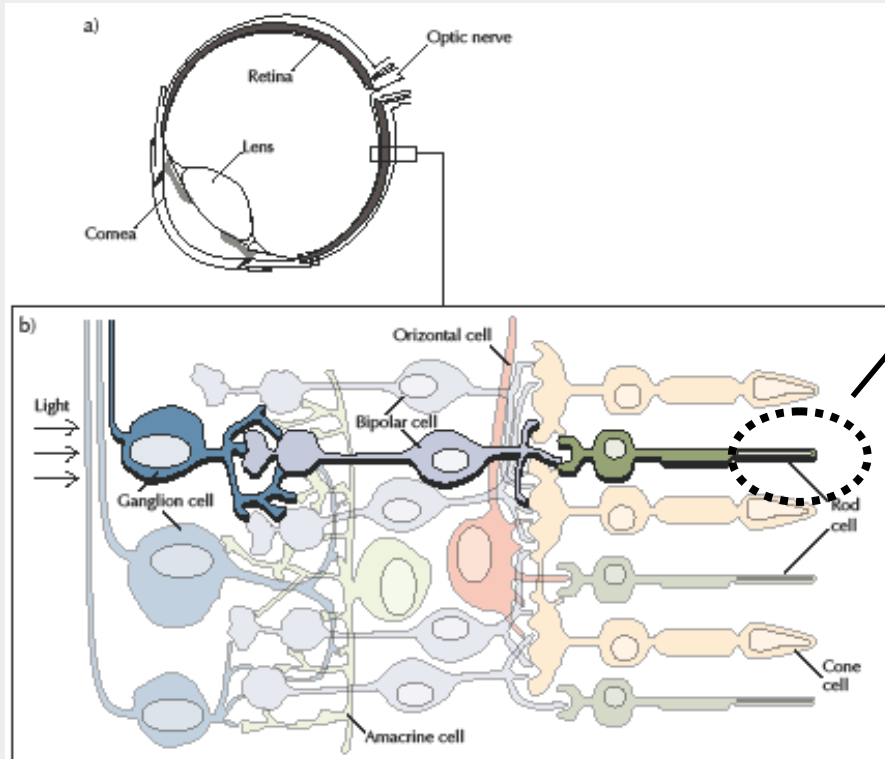 a)
Optic nerve
Retina
Lens
Cornea
b)
Orizontal cell
Light
Bipolar cell
Ganglion cell
Rod
cell
Cone
cell
Amacrine cell